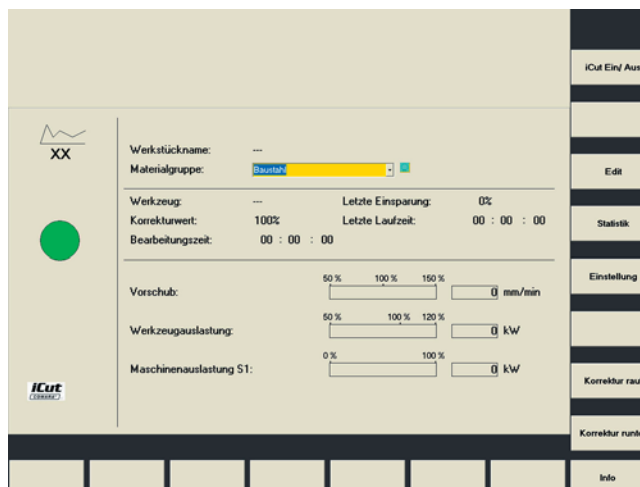 iCut Ein/ Aus
XX
Werkstückname: ---
Materialgruppe: Baustahl
Edit
Werkzeug: --- Letzte Einsparung: 0%
Korrekturwert: 100% Letzte Laufzeit: 00 : 00 : 00
Statistik
Bearbeitungszeit: 00 : 00 : 00
Einstellung
50 % 100 % 150 %
Vorschub: 0 mm/min
50 % 100 % 120 %
Werkzeugauslastung: 0 kW
0 % 100 %
Maschinenauslastung S1: 0 kW
Korrektur rau
iCut
COMARA
Korrektur runte
Info